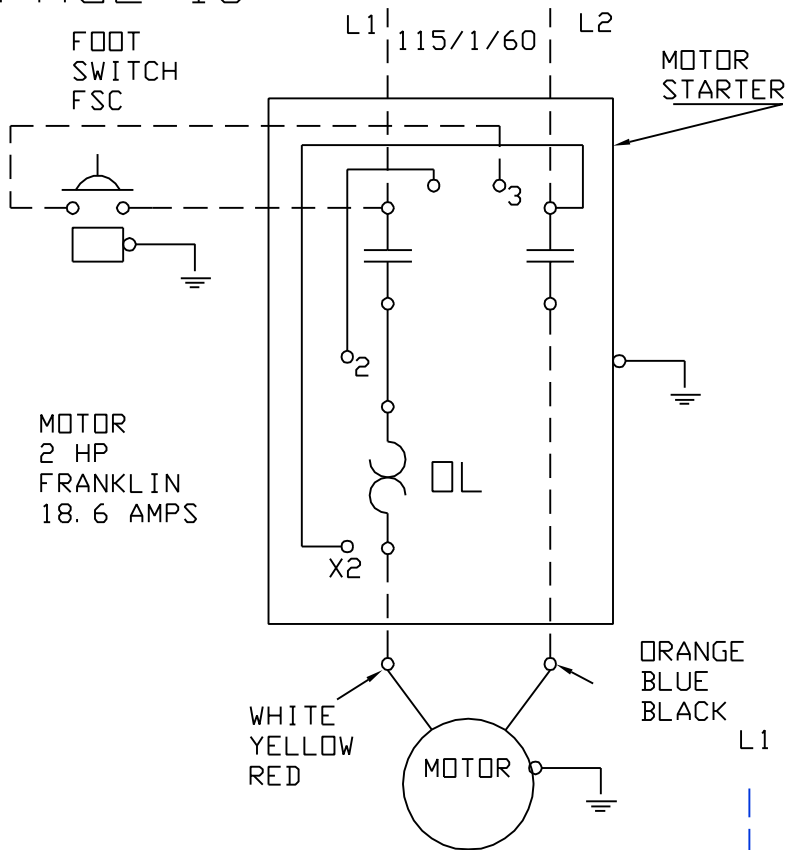 L1
115/1/60
L2
FOOT
SWITCH
FSC
MOTOR
STARTER
3
2
MOTOR
2 HP
FRANKLIN
18.6 AMPS
OL
X2
ORANGE
BLUE
BLACK
WHITE
YELLOW
RED
L1
MOTOR